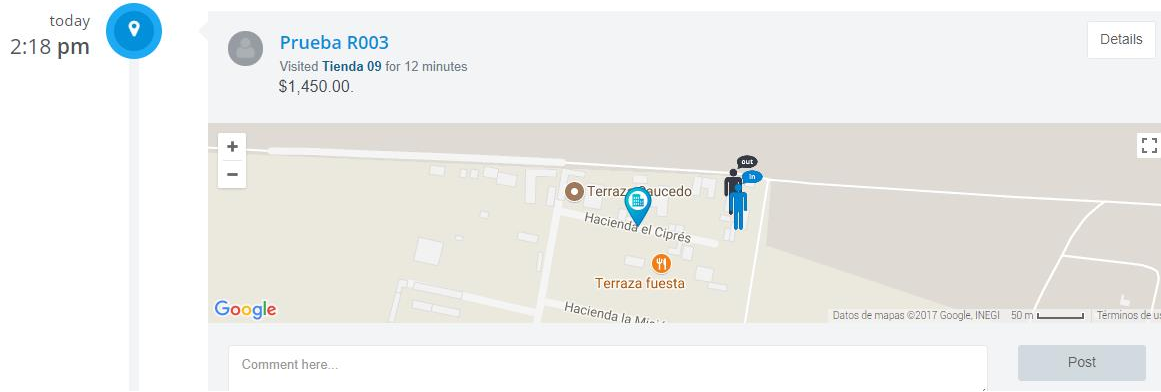 today
2:18 pm
Prueba R003
Details
Visited Tienda 09 for 12 minutes
$1,450.00.
+
−
out
in
Terraza Saucedo
Hacienda el Ciprés
Terraza fuesta
Hacienda la
Google
Datos de mapas ©2017 Google, INEGI
50 m
Términos de
Comment here...
Post